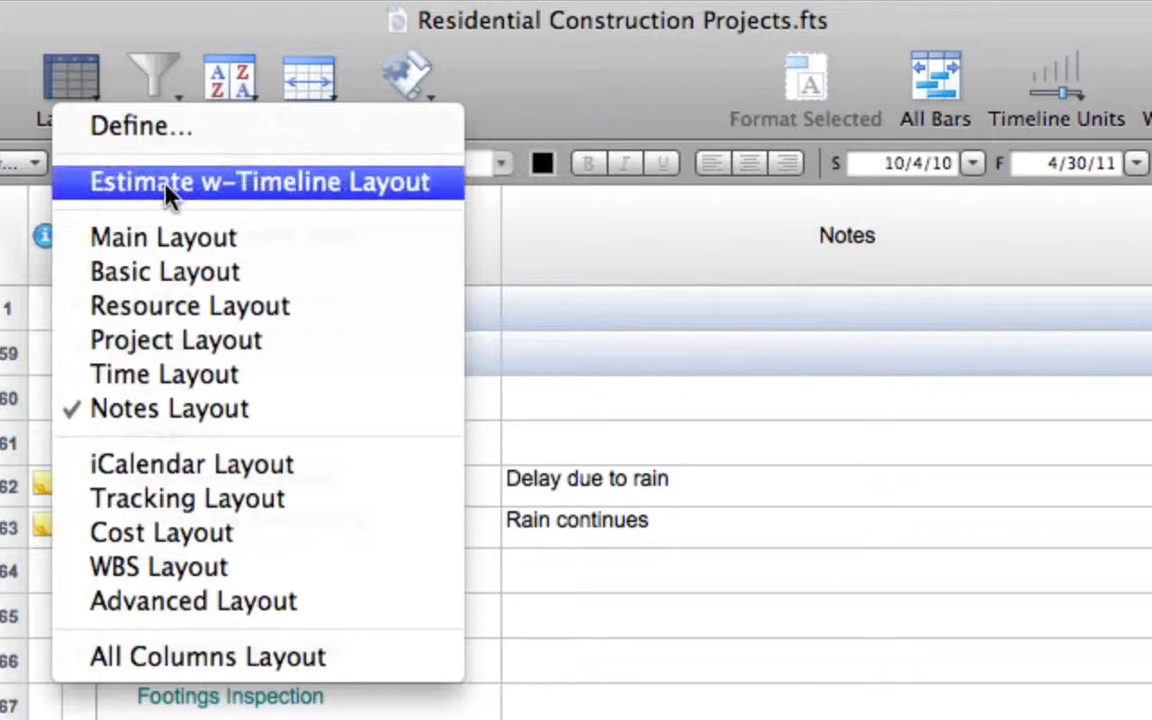 Residential Construction Projects.fts
Format Selected
All Bars
Timeline Units
B I U
S 10/4/10
F 4/30/11
Define...
Estimate w-Timeline Layout
Main Layout
Basic Layout
Resource Layout
Project Layout
Time Layout
✓ Notes Layout
iCalendar Layout
Tracking Layout
Cost Layout
WBS Layout
Advanced Layout
All Columns Layout
Notes
1
59
60
61
62 Delay due to rain
63 Rain continues
64
65
66
67 Footings Inspection